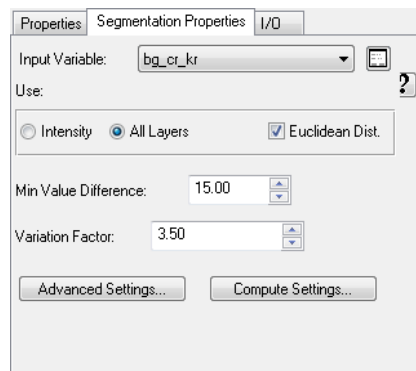 Properties Segmentation Properties I/O
Input Variable: bg_cr_kr
?
Use:
Intensity All Layers Euclidean Dist.
Min Value Difference: 15.00
Variation Factor: 3.50
Advanced Settings... Compute Settings...